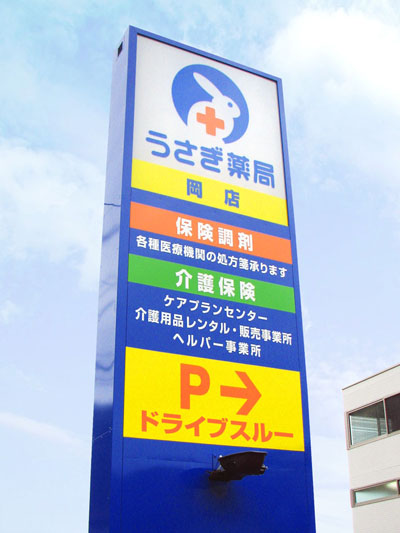 うさぎ薬局
岡店
保険調剤
各種医療機関の処方箋承ります
介護保険
ケアプランセンター
介護用品レンタル・販売事業所
ヘルパー事業所
P→
ドライブスルー